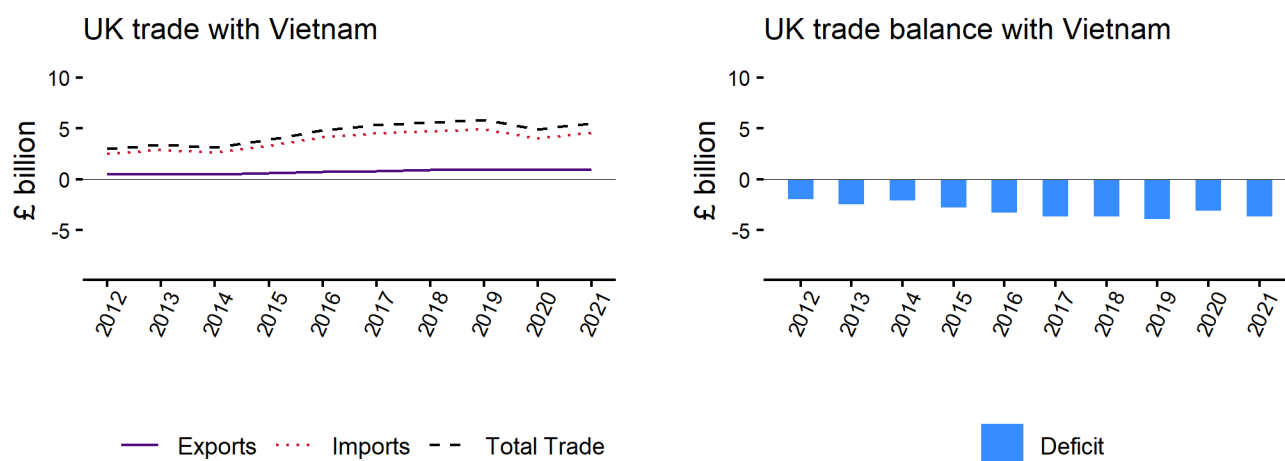 UK trade with Vietnam
10
5
0
-5
£ billion
2012 2013 2014 2015 2016 2017 2018 2019 2020 2021
Exports Imports Total Trade
UK trade balance with Vietnam
10
5
0
-5
£ billion
2012 2013 2014 2015 2016 2017 2018 2019 2020 2021
Deficit